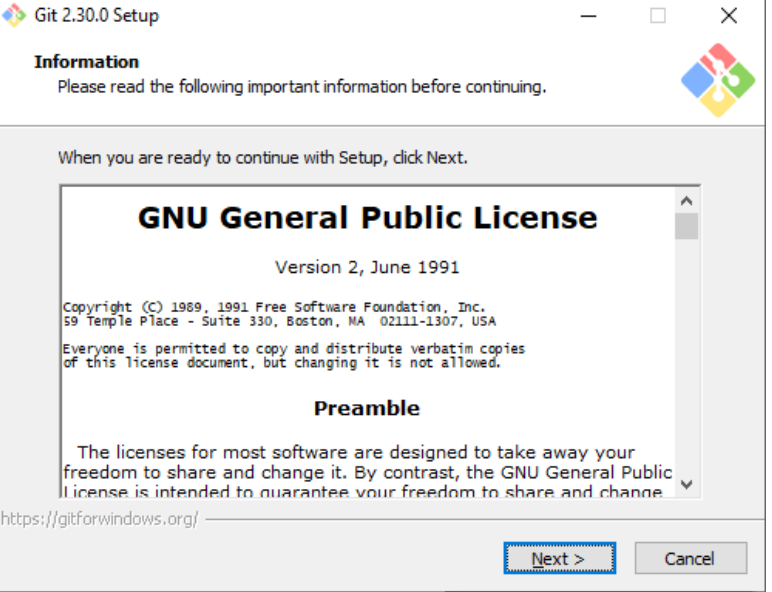 Git 2.30.0 Setup
Information
Please read the following important information before continuing.
When you are ready to continue with Setup, click Next.
GNU General Public License
Version 2, June 1991
Copyright (C) 1989, 1991 Free Software Foundation, Inc.
59 Temple Place - Suite 330, Boston, MA  02111-1307, USA
Everyone is permitted to copy and distribute verbatim copies
of this license document, but changing it is not allowed.
Preamble
The licenses for most software are designed to take away your
freedom to share and change it. By contrast, the GNU General Public
License is intended to guarantee your freedom to share and change
https://gitforwindows.org/
Next >
Cancel